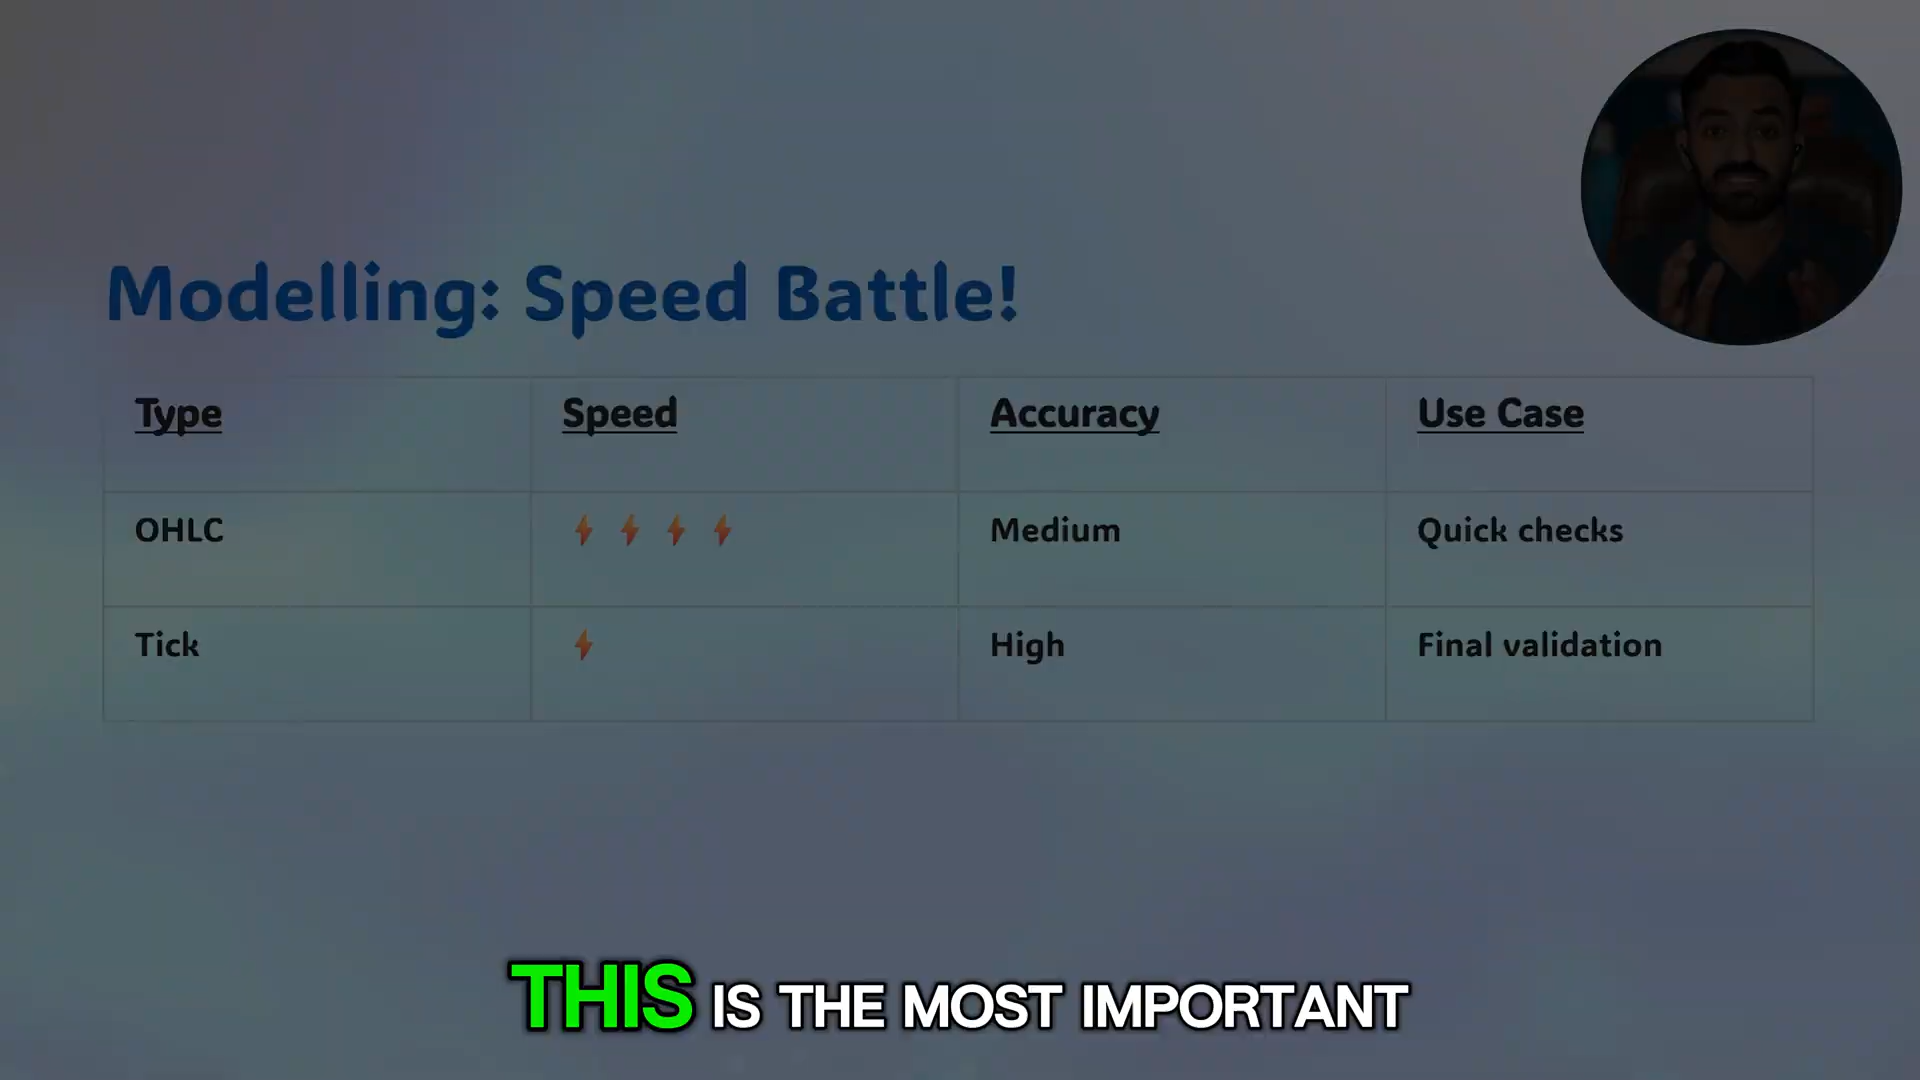 Modelling: Speed Battle!
Type Speed Accuracy Use Case
OHLC Medium Quick checks
Tick High Final validation
THIS IS THE MOST IMPORTANT